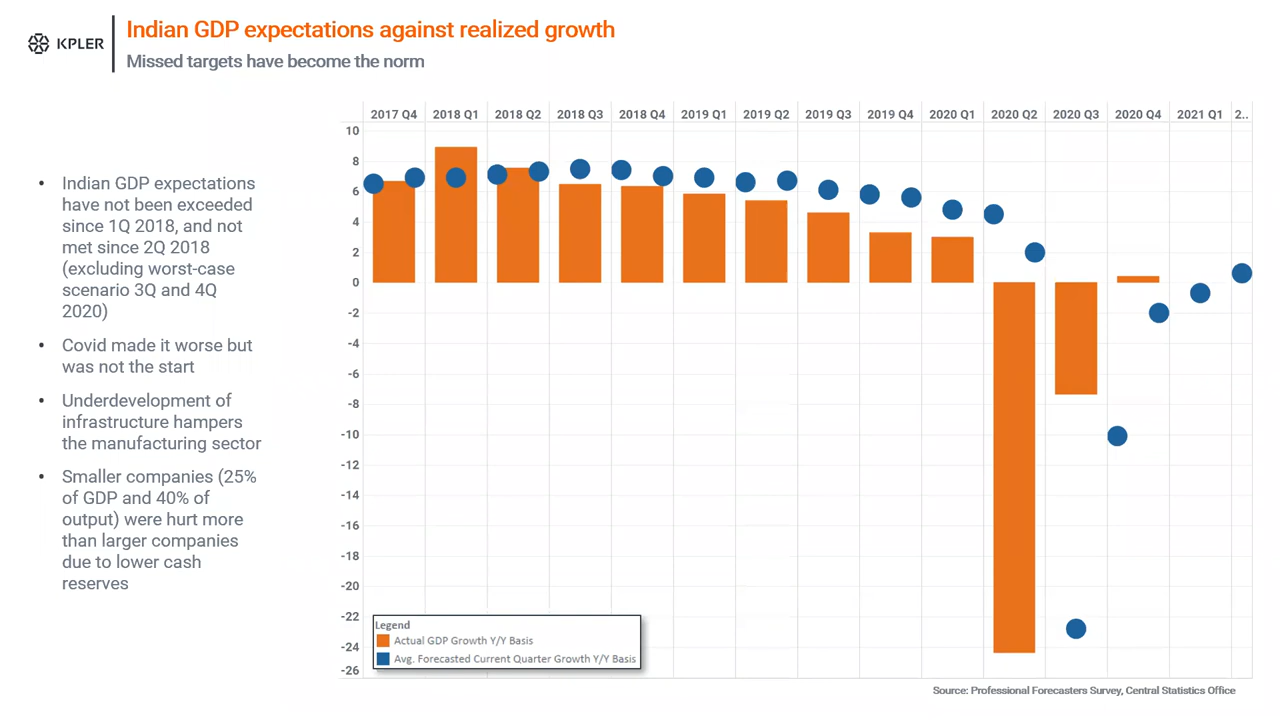 KPLER
Indian GDP expectations against realized growth
Missed targets have become the norm
• Indian GDP expectations
have not been exceeded
since 1Q 2018, and not
met since 2Q 2018
(excluding worst-case
scenario 3Q and 4Q
2020)
• Covid made it worse but
was not the start
• Underdevelopment of
infrastructure hampers
the manufacturing sector
• Smaller companies (25%
of GDP and 40% of
output) were hurt more
than larger companies
due to lower cash
reserves
2017 Q4 2018 Q1 2018 Q2 2018 Q3 2018 Q4 2019 Q1 2019 Q2 2019 Q3 2019 Q4 2020 Q1 2020 Q2 2020 Q3 2020 Q4 2021 Q1 2..
10
8
6
4
2
0
-2
-4
-6
-8
-10
-12
-14
-16
-18
-20
-22
-24
-26
Legend
Actual GDP Growth Y/Y Basis
Avg. Forecasted Current Quarter Growth Y/Y Basis
Source: Professional Forecasters Survey, Central Statistics Office